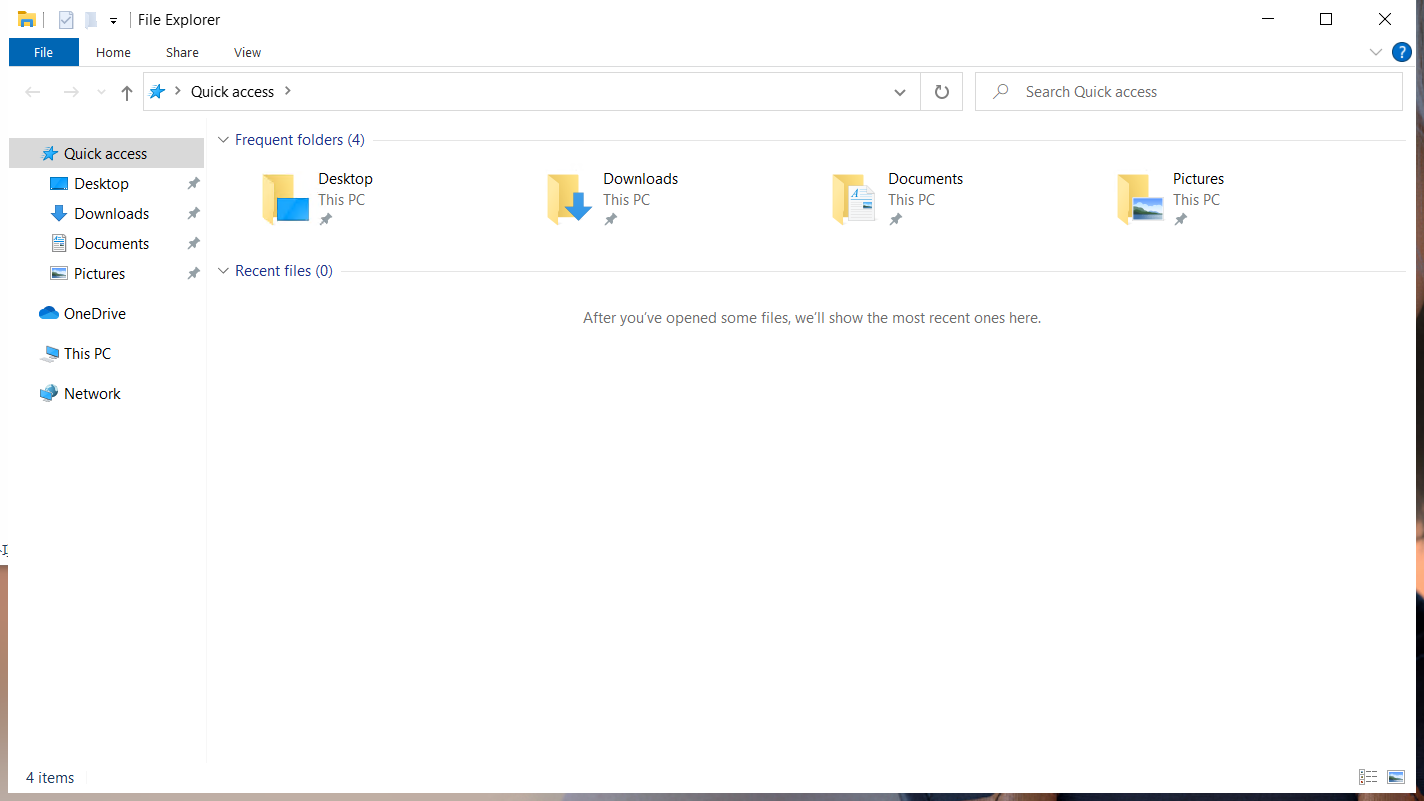 File Explorer
File Home Share View
Quick access
Search Quick access
Quick access
Desktop
Downloads
Documents
Pictures
OneDrive
This PC
Network
Frequent folders (4)
Desktop
This PC
Downloads
This PC
Documents
This PC
Pictures
This PC
Recent files (0)
After you've opened some files, we'll show the most recent ones here.
4 items